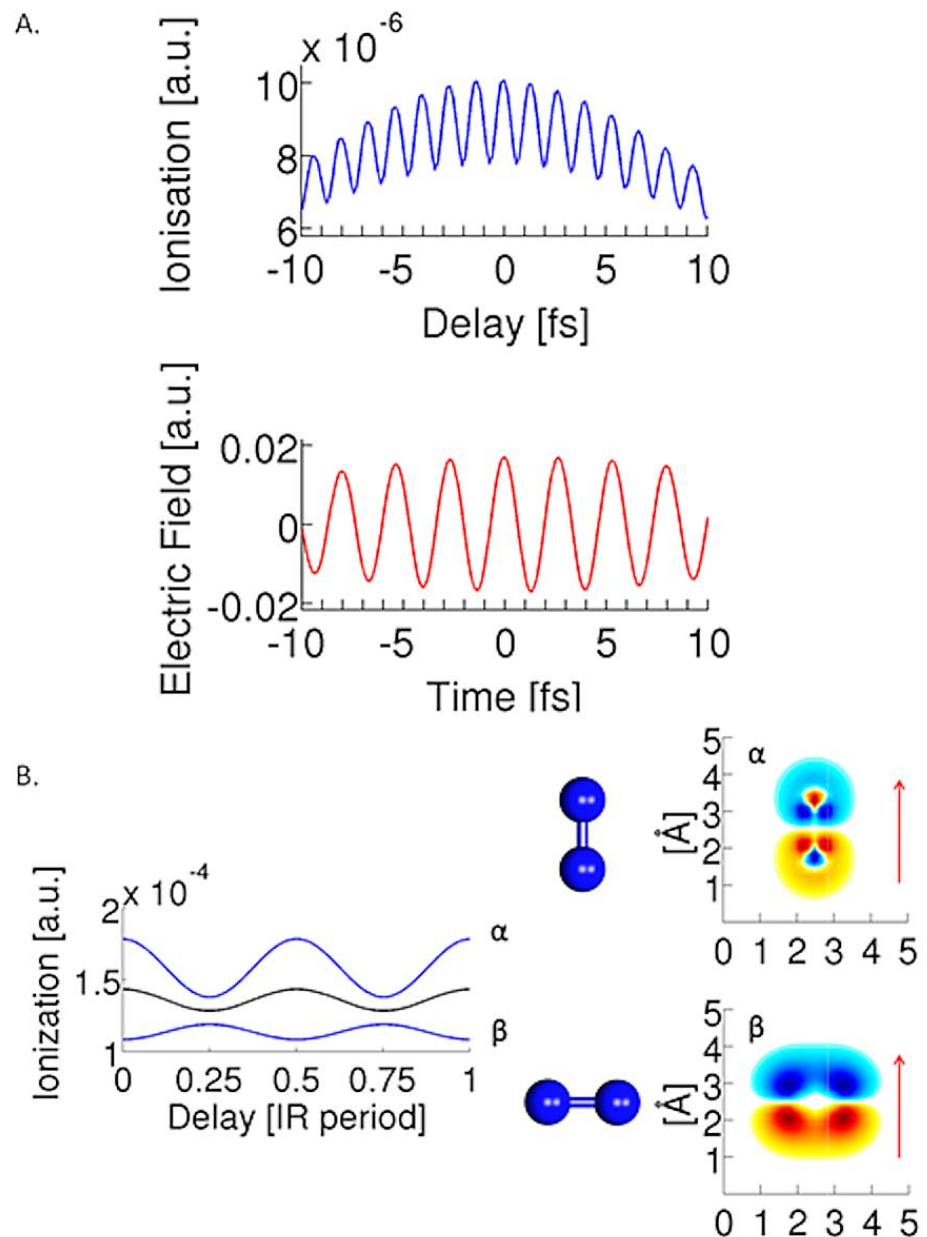 A.
Ionisation [a.u.]
x 10^-6
10
8
6
-10 -5 0 5 10
Delay [fs]
Electric Field [a.u.]
0.02
0
-0.02
-10 -5 0 5 10
Time [fs]
B.
Ionization [a.u.]
x 10^-4
2
1.5
1
α
β
0 0.25 0.5 0.75 1
Delay [IR period]
α
[Å]
5
4
3
2
1
0 1 2 3 4 5
β
[Å]
5
4
3
2
1
0 1 2 3 4 5